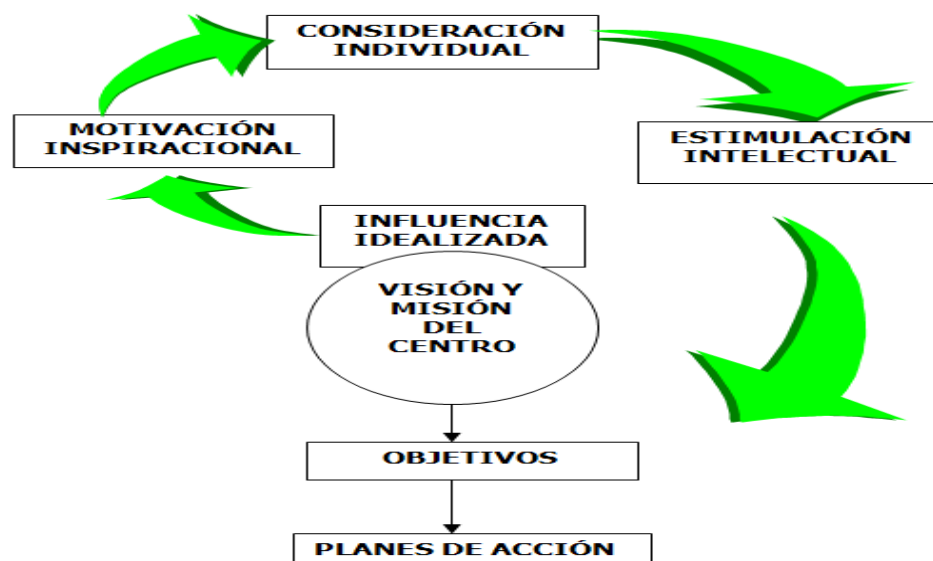 CONSIDERACIÓN
INDIVIDUAL
MOTIVACIÓN
INSPIRACIONAL
ESTIMULACIÓN
INTELECTUAL
INFLUENCIA
IDEALIZADA
VISIÓN Y
MISIÓN
DEL
CENTRO
OBJETIVOS
PLANES DE ACCIÓN